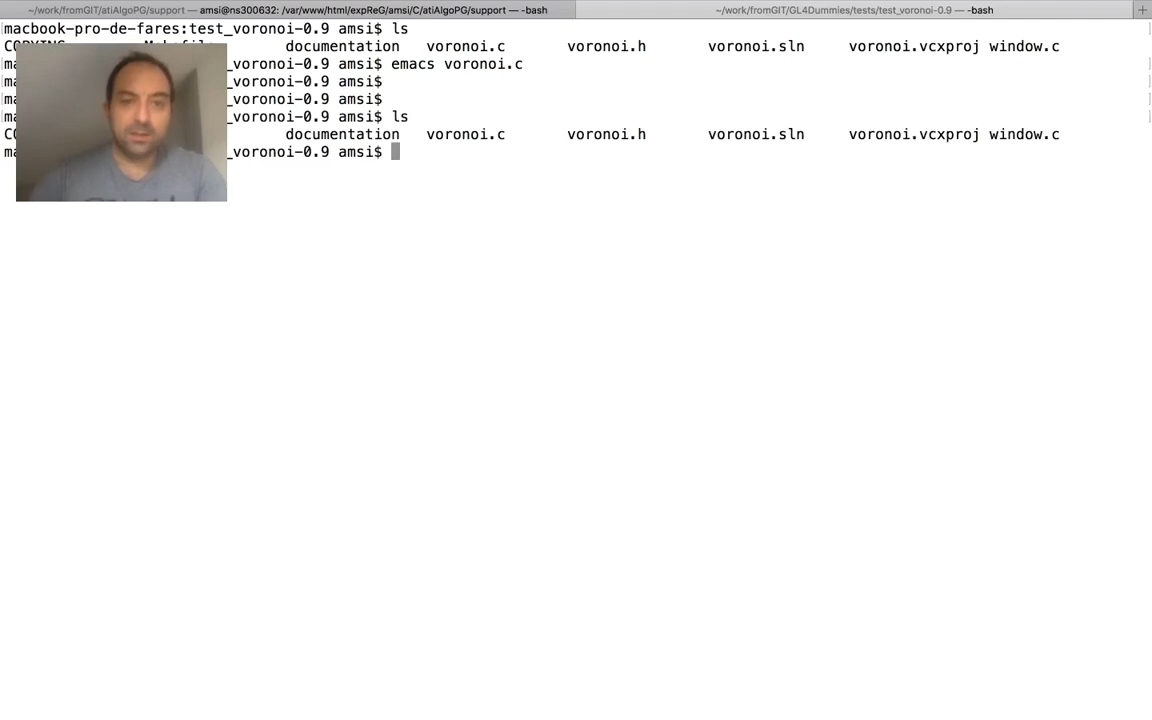 ~/work/fromGIT/atiAlgoPG/support — amsi@ns300632: /var/www/html/expReG/amsi/C/atiAlgoPG/support — -bash
~/work/fromGIT/GL4Dummies/tests/test_voronoi-0.9 — -bash
+
macbook-pro-de-fares:test_voronoi-0.9 amsi$ ls
documentation voronoi.c voronoi.h voronoi.sln voronoi.vcxproj window.c
_voronoi-0.9 amsi$ emacs voronoi.c
_voronoi-0.9 amsi$
_voronoi-0.9 amsi$
_voronoi-0.9 amsi$ ls
documentation voronoi.c voronoi.h voronoi.sln voronoi.vcxproj window.c
_voronoi-0.9 amsi$